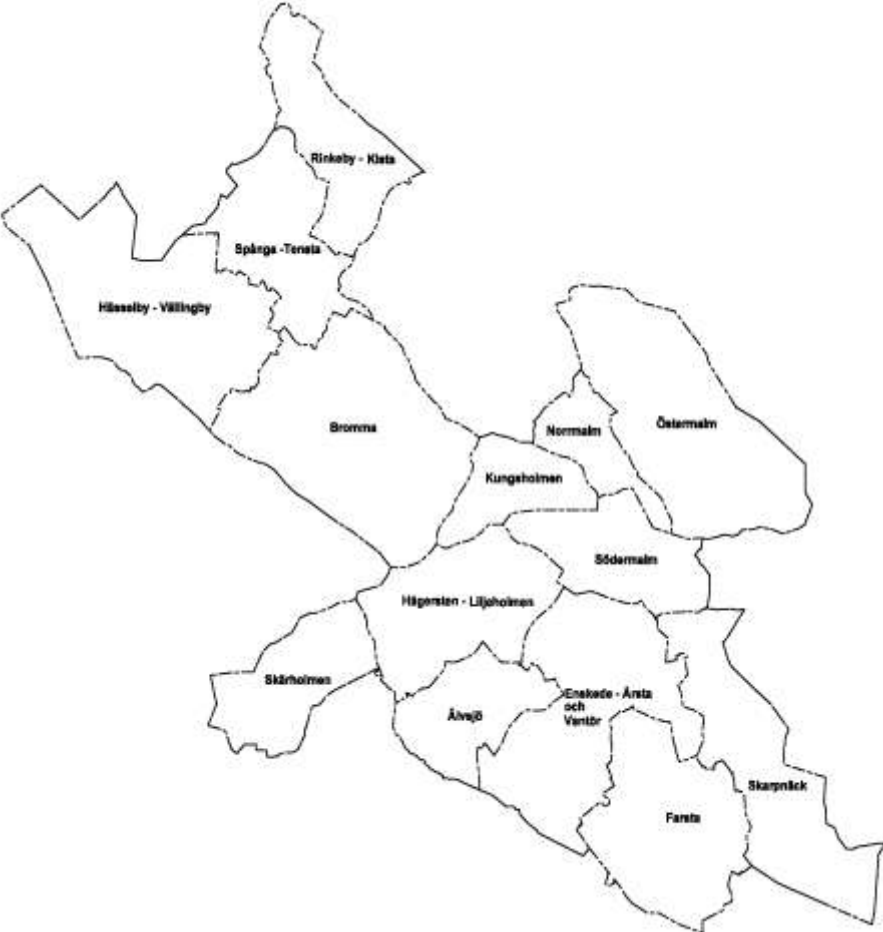 Rinkeby - Kista
Spånga -Tensta
Hässelby - Vällingby
Östermalm
Bromma
Norrmalm
Kungsholmen
Södermalm
Hägersten - Liljeholmen
Skärholmen
Enskede - Årsta
och
Vantör
Älvsjö
Skarpnäck
Farsta